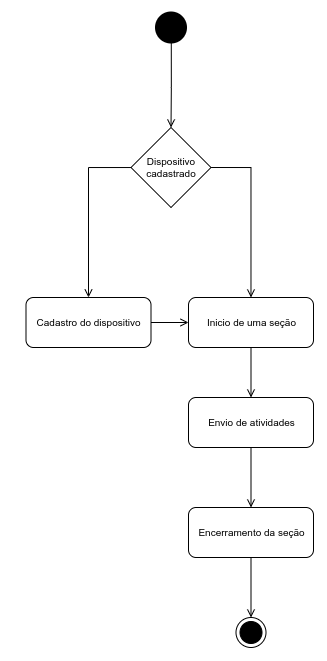 Dispositivo
cadastrado
Cadastro do dispositivo
Inicio de uma seção
Envio de atividades
Encerramento da seção